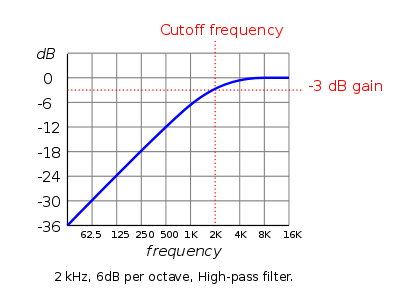 Cutoff frequency
dB
0
-3 dB gain
-6
-12
-18
-24
-30
-36
62.5 125 250 500 1K 2K 4K 8K 16K
frequency
2 kHz, 6dB per octave, High-pass filter.